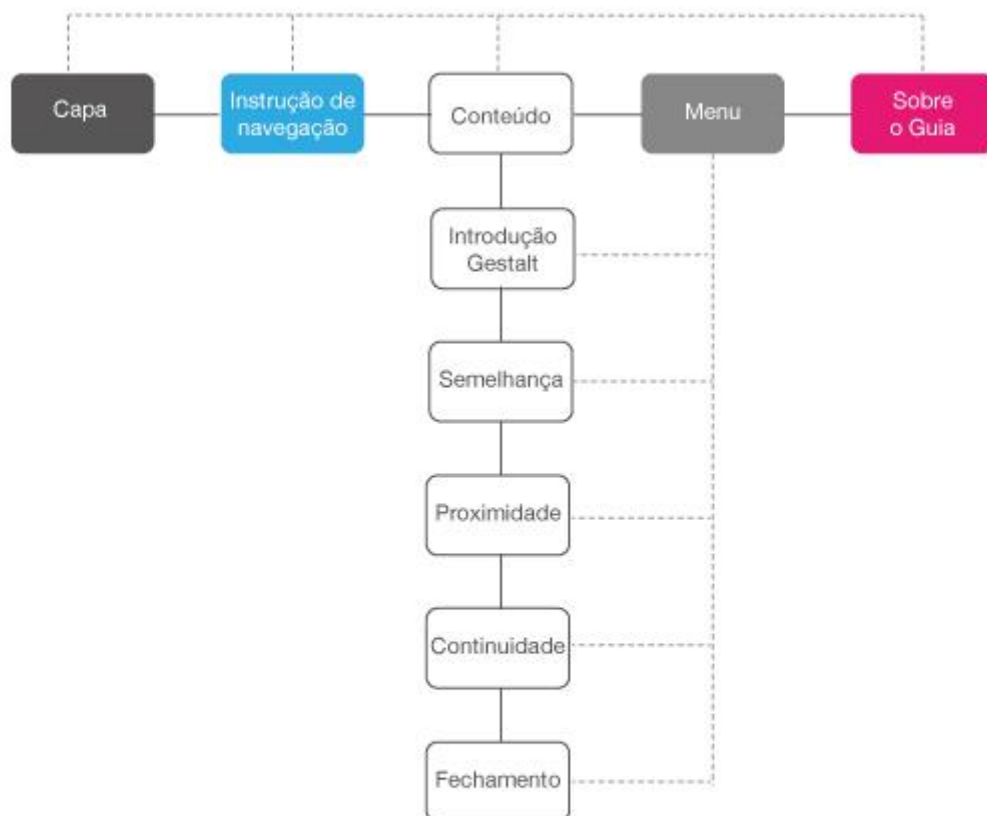 Capa
Instrução de
navegação
Conteúdo
Menu
Sobre
o Guia
Introdução
Gestalt
Semelhança
Proximidade
Continuidade
Fechamento